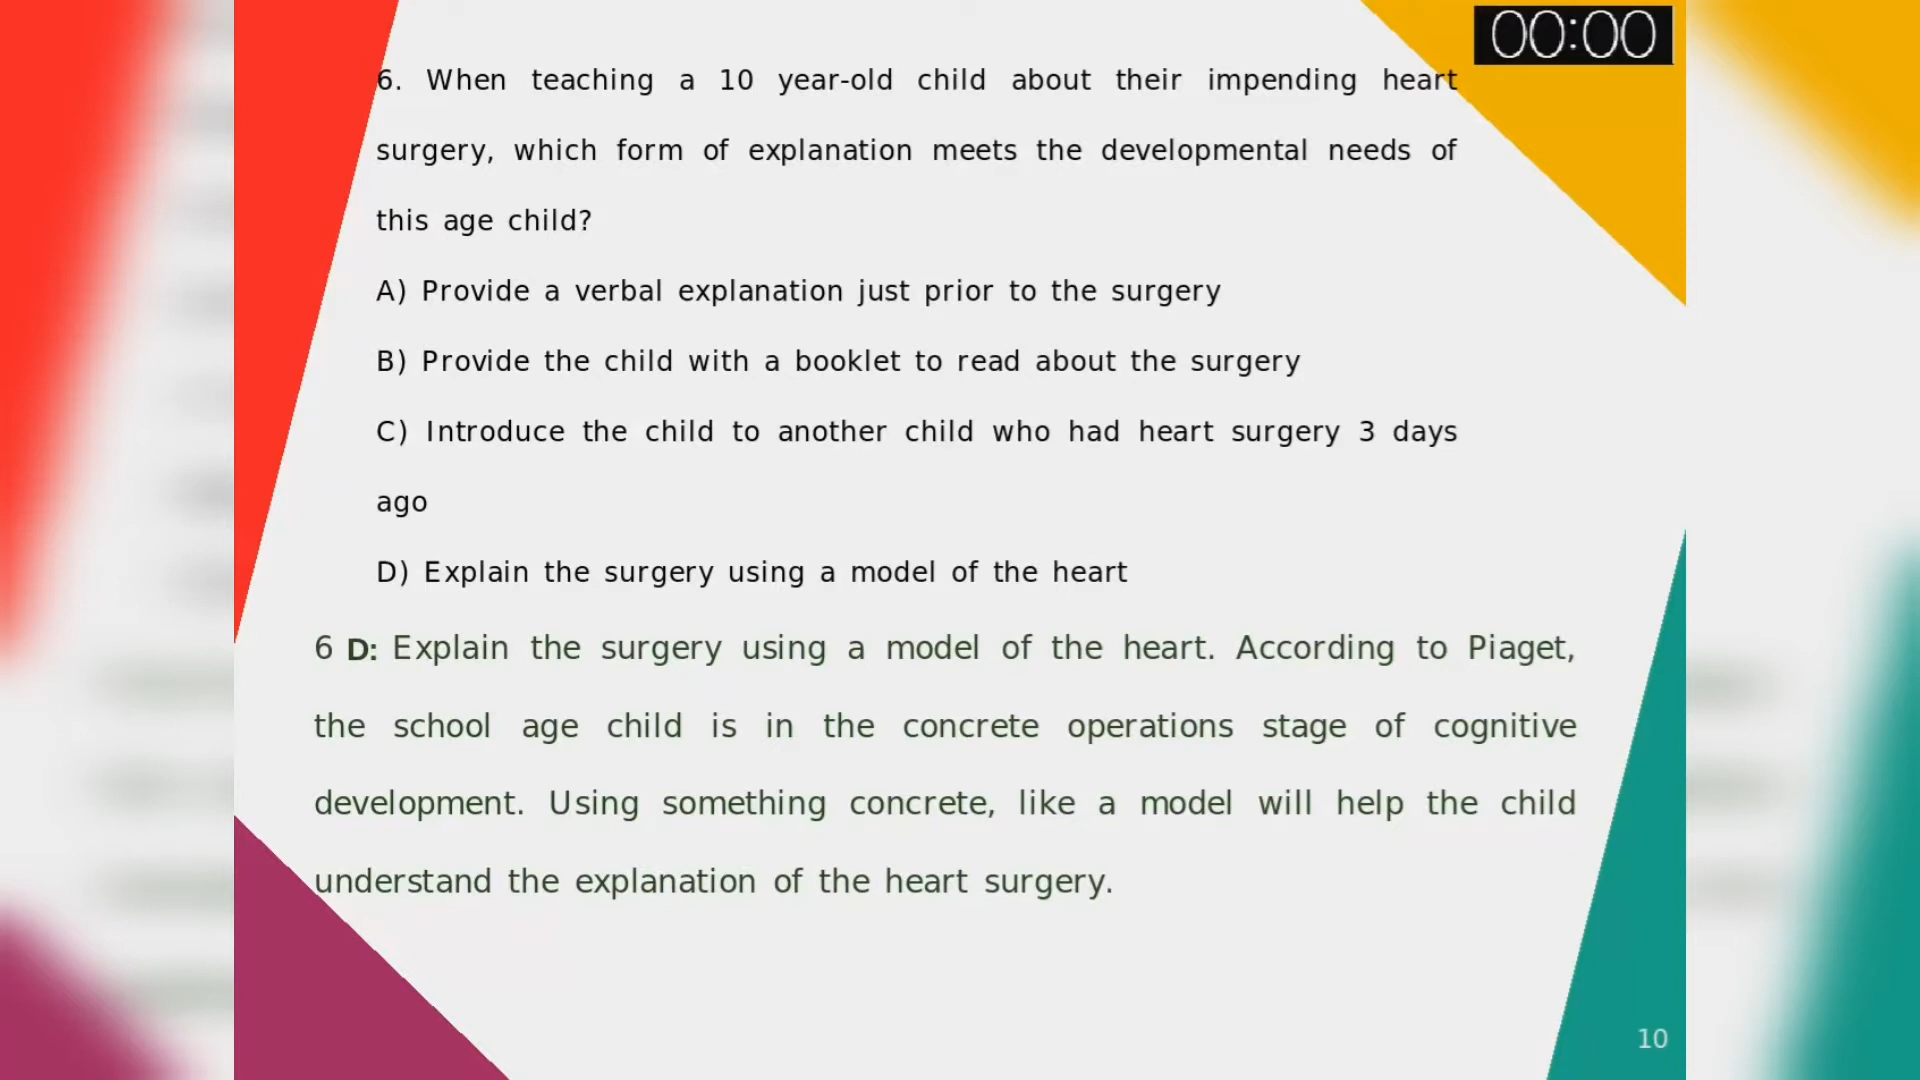 00:00
6. When teaching a 10 year-old child about their impending heart
surgery, which form of explanation meets the developmental needs of
this age child?
A) Provide a verbal explanation just prior to the surgery
B) Provide the child with a booklet to read about the surgery
C) Introduce the child to another child who had heart surgery 3 days
ago
D) Explain the surgery using a model of the heart
6 D: Explain the surgery using a model of the heart. According to Piaget,
the school age child is in the concrete operations stage of cognitive
development. Using something concrete, like a model will help the child
understand the explanation of the heart surgery.
10